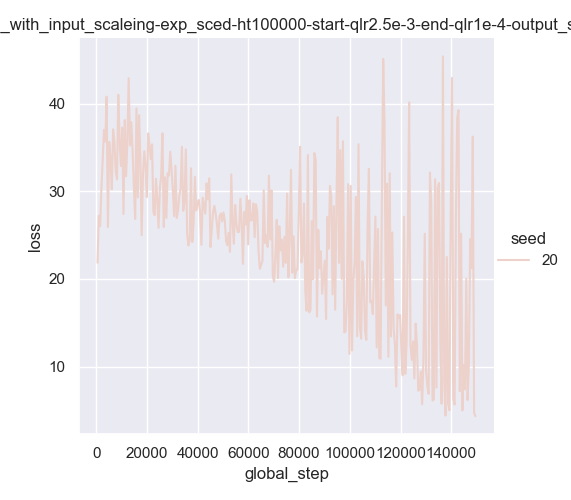 _with_input_scaleing-exp_sced-ht100000-start-qlr2.5e-3-end-qlr1e-4-output_s
loss
40
30
20
10
seed
20
0 20000 40000 60000 80000 100000 120000 140000
global_step